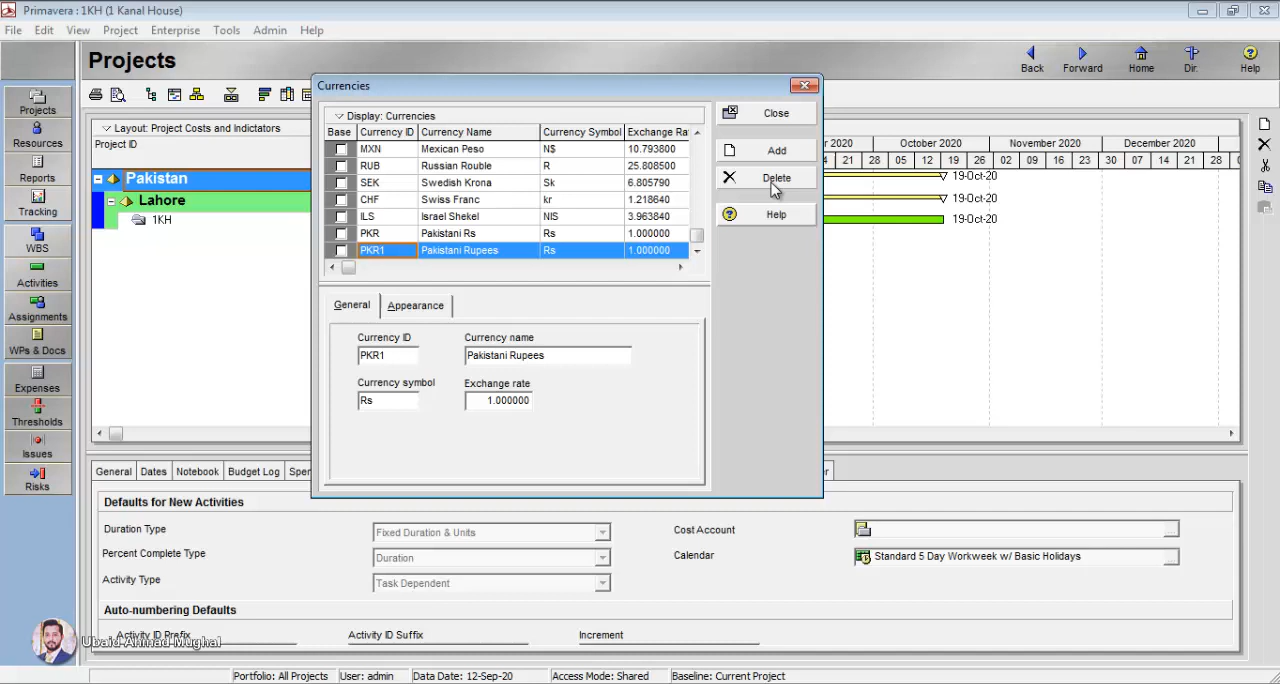 Primavera : 1KH (1 Kanal House)
File Edit View Project Enterprise Tools Admin Help
Projects
Back Forward Home Dir. Help
Projects
Resources
Reports
Tracking
WBS
Activities
Assignments
WPs & Docs
Expenses
Thresholds
Issues
Risks
Layout: Project Costs and Indictators
Project ID
Pakistan
Lahore
1KH
Currencies
Display: Currencies
Base Currency ID Currency Name Currency Symbol Exchange Ra
MXN Mexican Peso N$ 10.793800
RUB Russian Rouble R 25.808500
SEK Swedish Krona Sk 6.805790
CHF Swiss Franc kr 1.218640
ILS Israel Shekel NIS 3.963840
PKR Pakistani Rs Rs 1.000000
PKR1 Pakistani Rupees Rs 1.000000
Close
Add
Delete
Help
General Appearance
Currency ID Currency name
PKR1 Pakistani Rupees
Currency symbol Exchange rate
Rs 1.000000
2020 October 2020 November 2020 December 2020
21 28 05 12 19 26 02 09 16 23 30 07 14 21 28
19-Oct-20
19-Oct-20
19-Oct-20
General Dates Notebook Budget Log
Defaults for New Activities
Duration Type Fixed Duration & Units
Percent Complete Type Duration
Activity Type Task Dependent
Cost Account
Calendar Standard 5 Day Workweek w/ Basic Holidays
Auto-numbering Defaults
Activity ID Prefix Activity ID Suffix Increment
Ubaid Ahmad Mughal
Portfolio: All Projects User: admin Data Date: 12-Sep-20 Access Mode: Shared Baseline: Current Project